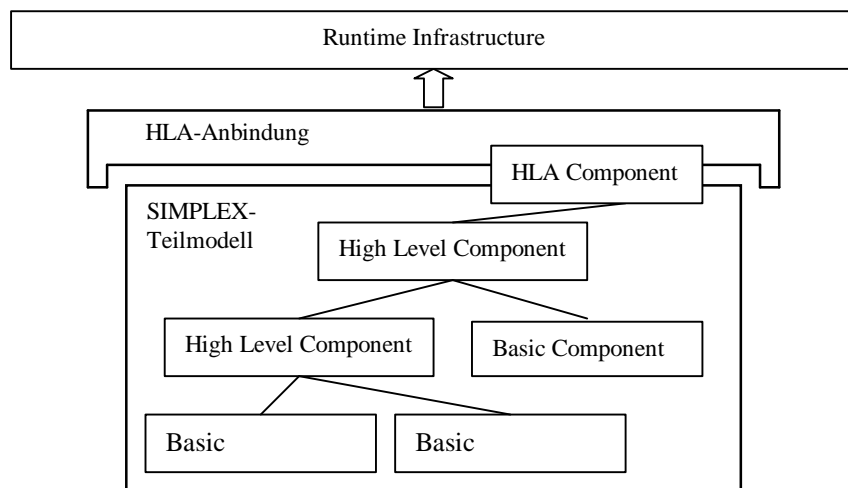 Runtime Infrastructure
HLA-Anbindung
HLA Component
SIMPLEX-
Teilmodell
High Level Component
High Level Component
Basic Component
Basic
Basic